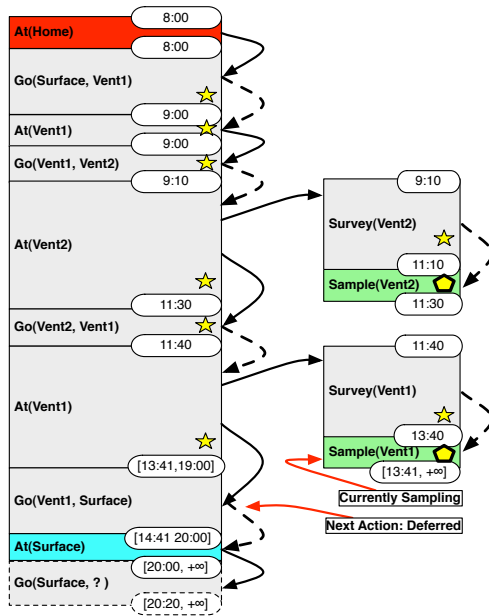 8:00
At(Home)
8:00
Go(Surface, Vent1)
9:00
At(Vent1)
9:00
Go(Vent1, Vent2)
9:10
At(Vent2)
11:30
Go(Vent2, Vent1)
11:40
At(Vent1)
[13:41,19:00]
Go(Vent1, Surface)
[14:41 20:00]
At(Surface)
[20:00, +∞]
Go(Surface, ? )
[20:20, +∞]
9:10
Survey(Vent2)
11:10
Sample(Vent2)
11:30
11:40
Survey(Vent1)
13:40
Sample(Vent1)
[13:41, +∞]
Currently Sampling
Next Action: Deferred